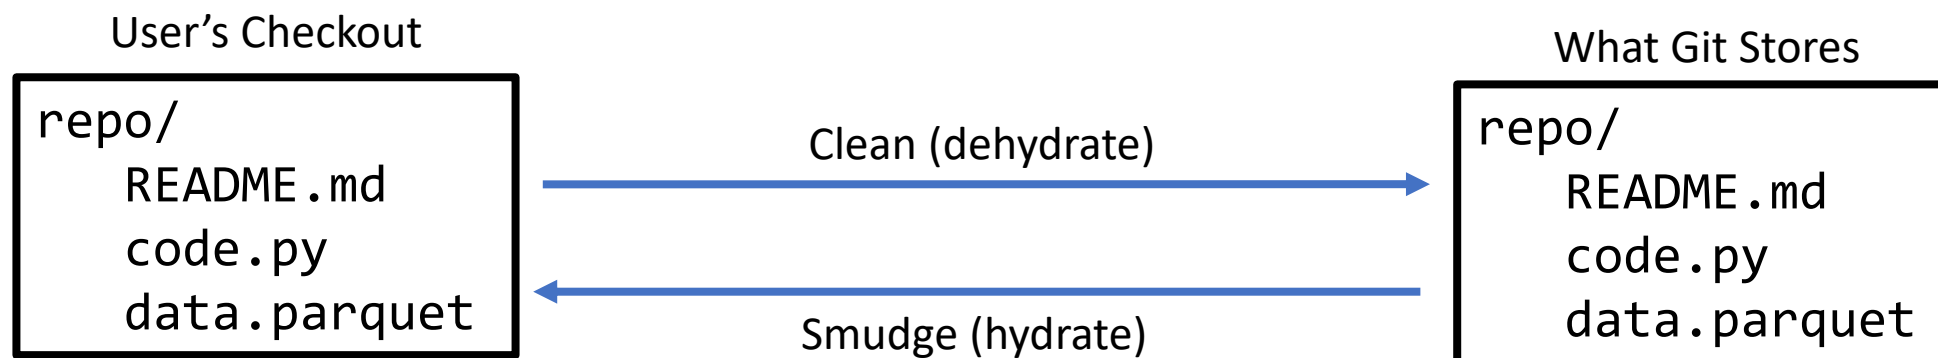 User’s Checkout
repo/
README.md
code.py
data.parquet
Clean (dehydrate)
Smudge (hydrate)
What Git Stores
repo/
README.md
code.py
data.parquet